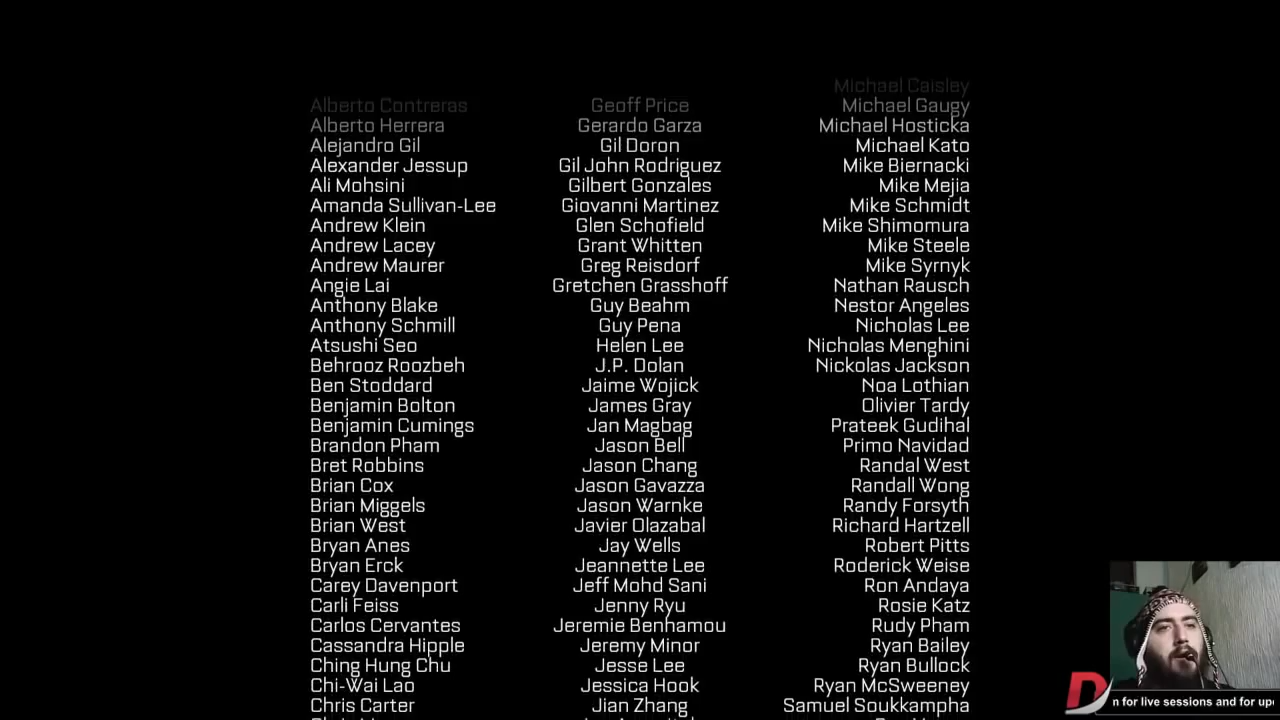 Michael Caisley
Alberto Contreras Geoff Price Michael Gaugy
Alberto Herrera Gerardo Garza Michael Hosticka
Alejandro Gil Gil Doron Michael Kato
Alexander Jessup Gil John Rodriguez Mike Biernacki
Ali Mohsini Gilbert Gonzales Mike Mejia
Amanda Sullivan-Lee Giovanni Martinez Mike Schmidt
Andrew Klein Glen Schofield Mike Shimomura
Andrew Lacey Grant Whitten Mike Steele
Andrew Maurer Greg Reisdorf Mike Syrnyk
Angie Lai Gretchen Grasshoff Nathan Rausch
Anthony Blake Guy Beahm Nestor Angeles
Anthony Schmill Guy Pena Nicholas Lee
Atsushi Seo Helen Lee Nicholas Menghini
Behrooz Roozbeh J.P. Dolan Nickolas Jackson
Ben Stoddard Jaime Wojick Noa Lothian
Benjamin Bolton James Gray Olivier Tardy
Benjamin Cumings Jan Magbag Prateek Gudihal
Brandon Pham Jason Bell Primo Navidad
Bret Robbins Jason Chang Randal West
Brian Cox Jason Gavazza Randall Wong
Brian Miggels Jason Warnke Randy Forsyth
Brian West Javier Olazabal Richard Hartzell
Bryan Anes Jay Wells Robert Pitts
Bryan Erck Jeannette Lee Roderick Weise
Carey Davenport Jeff Mohd Sani Ron Andaya
Carli Feiss Jenny Ryu Rosie Katz
Carlos Cervantes Jeremie Benhamou Rudy Pham
Cassandra Hipple Jeremy Minor Ryan Bailey
Ching Hung Chu Jesse Lee Ryan Bullock
Chi-Wai Lao Jessica Hook Ryan McSweeney
Chris Carter Jian Zhang Samuel Soukkampha
D
n for live sessions and for upd